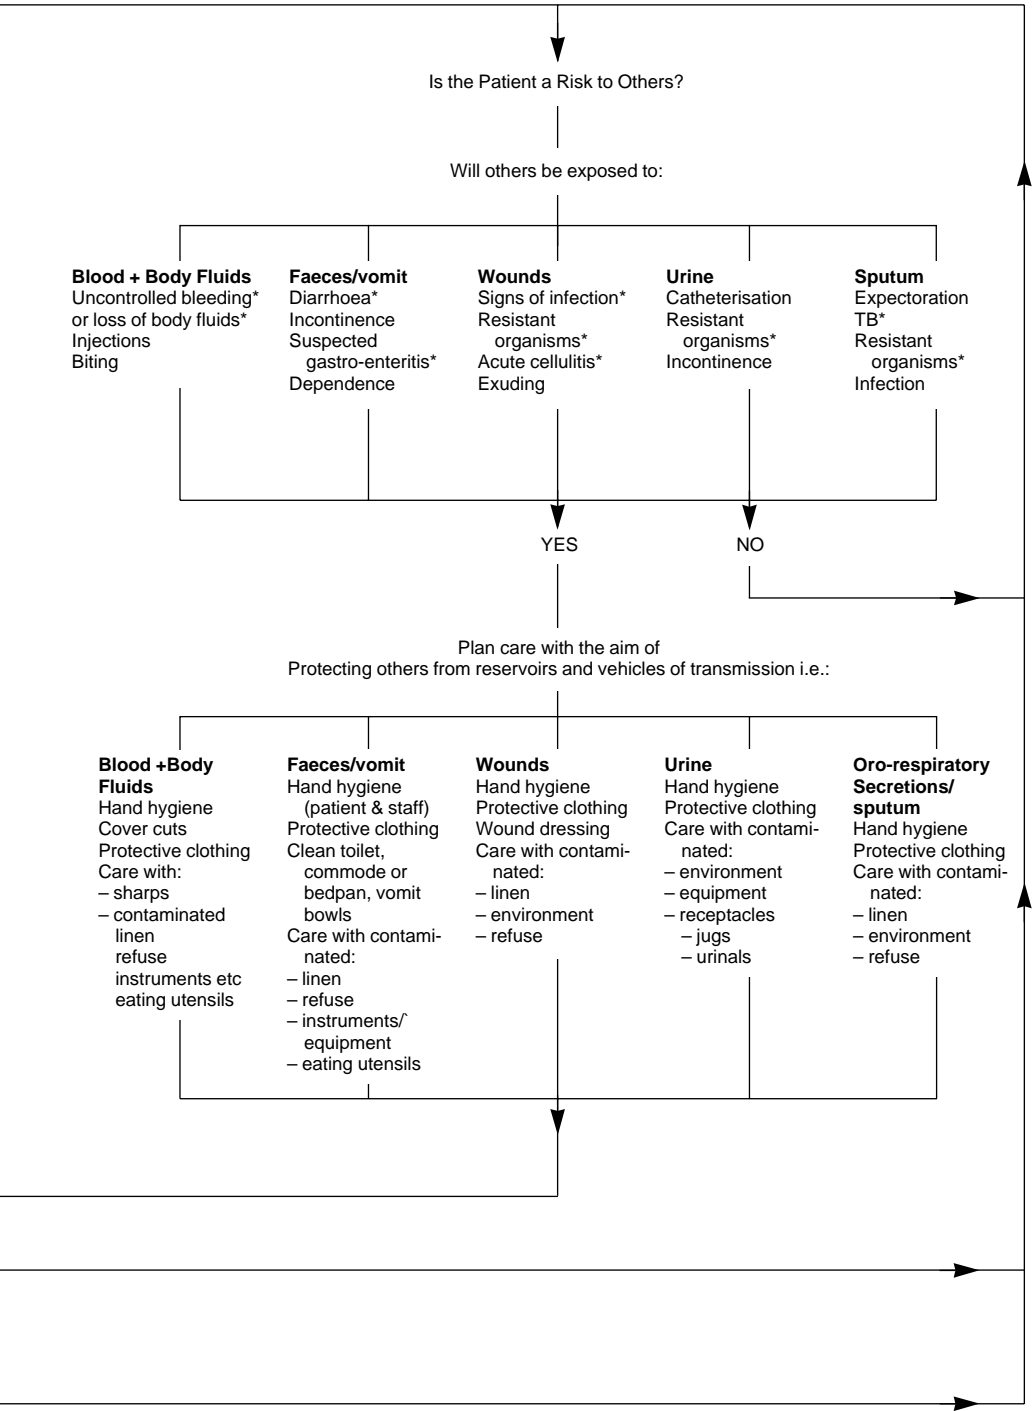 Is the Patient a Risk to Others?
Will others be exposed to:
Blood + Body Fluids
Uncontrolled bleeding*
or loss of body fluids*
Injections
Biting
Faeces/vomit
Diarrhoea*
Incontinence
Suspected
gastro-enteritis*
Dependence
Wounds
Signs of infection*
Resistant
organisms*
Acute cellulitis*
Exuding
Urine
Catheterisation
Resistant
organisms*
Incontinence
Sputum
Expectoration
TB*
Resistant
organisms*
Infection
YES
NO
Plan care with the aim of
Protecting others from reservoirs and vehicles of transmission i.e.:
Blood +Body
Fluids
Hand hygiene
Cover cuts
Protective clothing
Care with:
– sharps
– contaminated
linen
refuse
instruments etc
eating utensils
Faeces/vomit
Hand hygiene
(patient & staff)
Protective clothing
Clean toilet,
commode or
bedpan, vomit
bowls
Care with contami-
nated:
– linen
– refuse
– instruments/`
equipment
– eating utensils
Wounds
Hand hygiene
Protective clothing
Wound dressing
Care with contami-
nated:
– linen
– environment
– refuse
Urine
Hand hygiene
Protective clothing
Care with contami-
nated:
– environment
– equipment
– receptacles
– jugs
– urinals
Oro-respiratory
Secretions/
sputum
Hand hygiene
Protective clothing
Care with contami-
nated:
– linen
– environment
– refuse